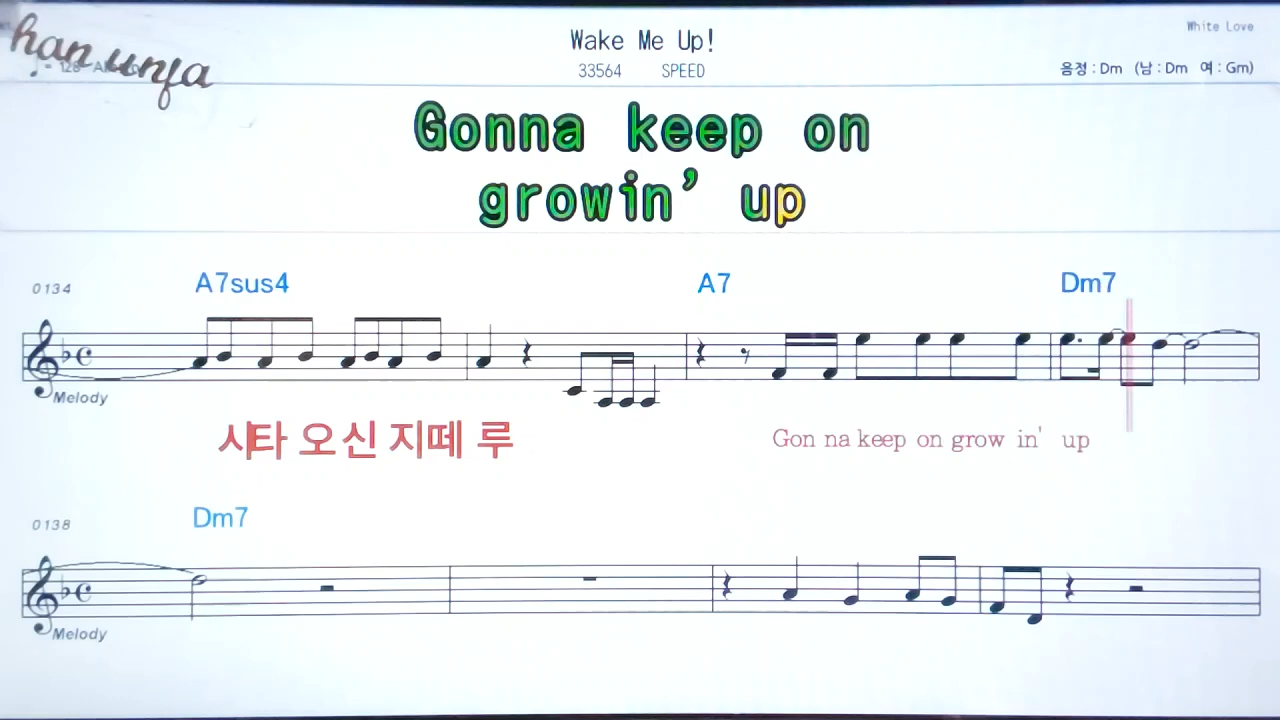 han unja
White Love
Wake Me Up!
33564 SPEED
음정 : Dm (남 : Dm 여 : Gm)
Gonna keep on
growin' up
A7sus4 A7 Dm7
0134
Melody
시타 오신 지떼 루
Gon na keep on grow in' up
Dm7
0138
Melody